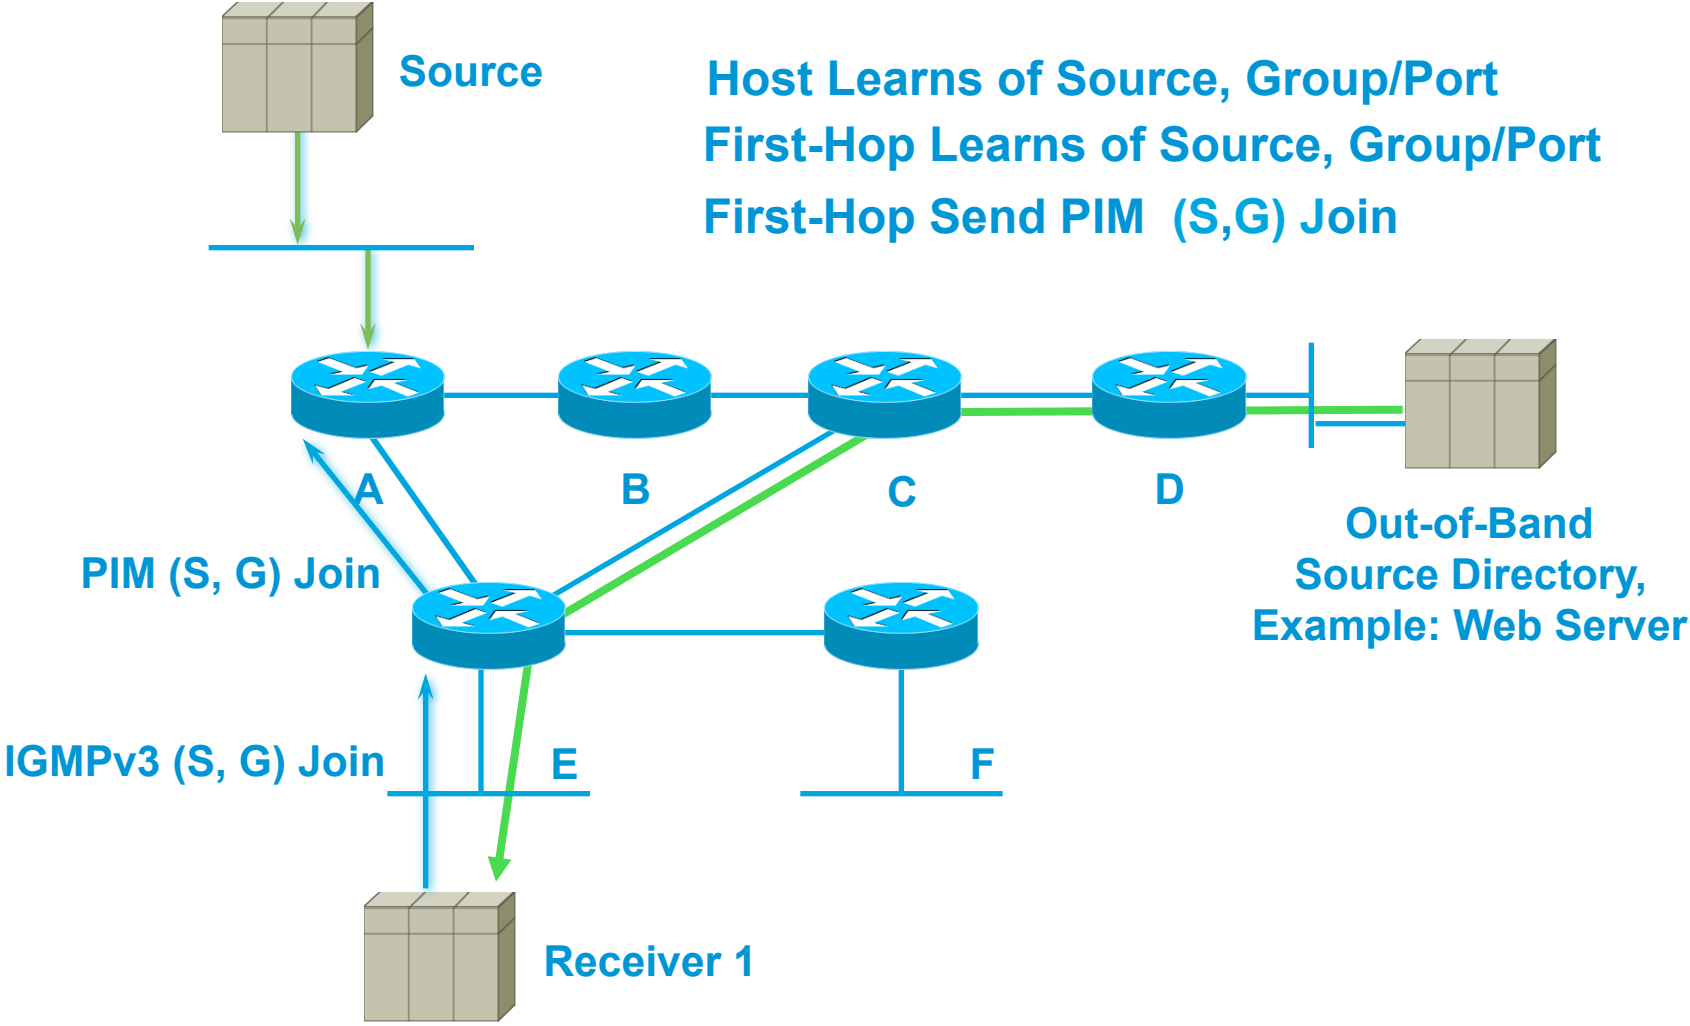 Source
Host Learns of Source, Group/Port
First-Hop Learns of Source, Group/Port
First-Hop Send PIM (S,G) Join
A
B
C
D
Out-of-Band
Source Directory,
Example: Web Server
PIM (S, G) Join
IGMPv3 (S, G) Join
E
F
Receiver 1